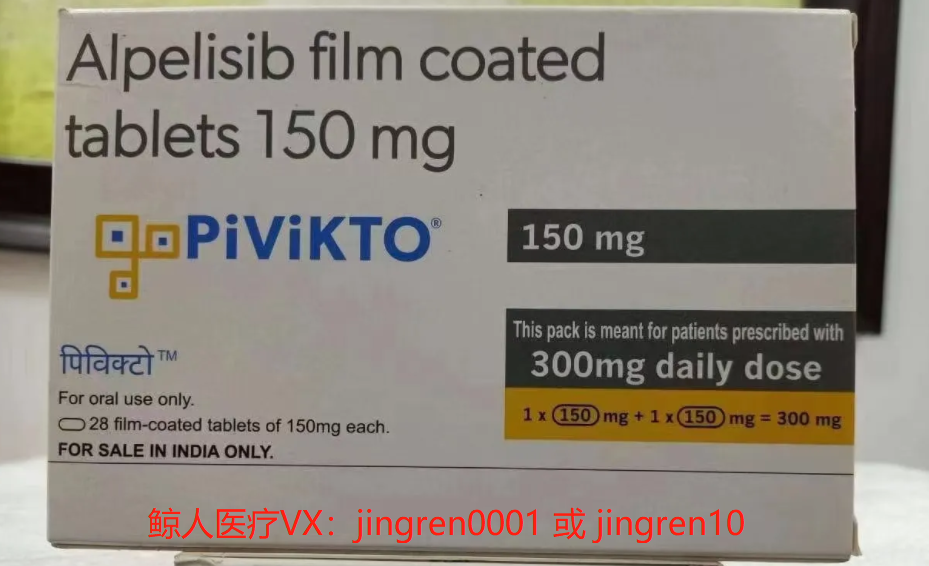 Alpelisib film coated
tablets 150 mg
PiViKTO®
150 mg
This pack is meant for patients prescribed with
300mg daily dose
1 x 150 mg + 1 x 150 mg = 300 mg
पिविक्टो™
For oral use only.
28 film-coated tablets of 150mg each.
FOR SALE IN INDIA ONLY.
鲸人医疗VX：jingren0001 或 jingren10